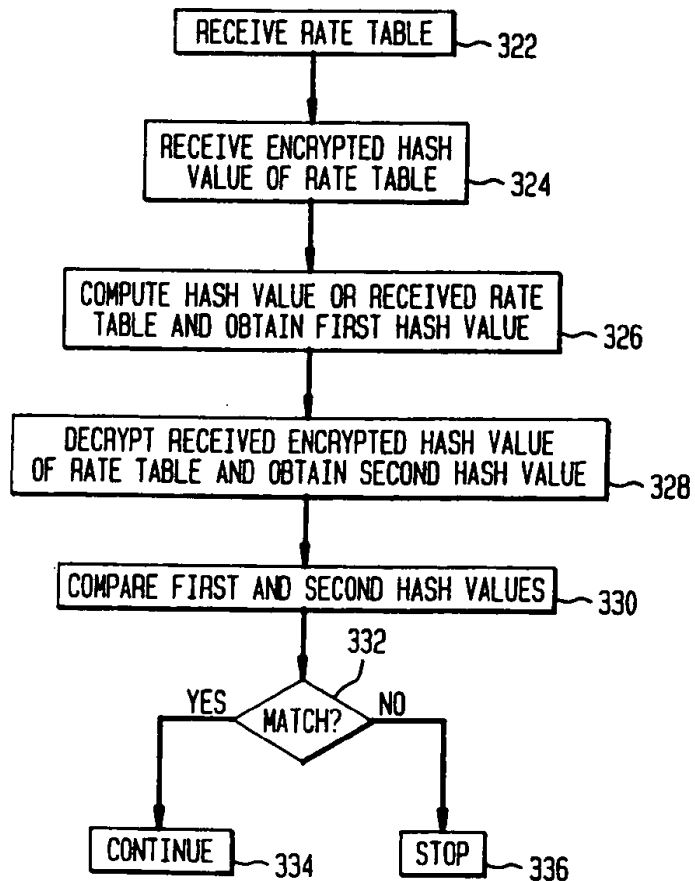 RECEIVE RATE TABLE
322
RECEIVE ENCRYPTED HASH
VALUE OF RATE TABLE
324
COMPUTE HASH VALUE OR RECEIVED RATE
TABLE AND OBTAIN FIRST HASH VALUE
326
DECRYPT RECEIVED ENCRYPTED HASH VALUE
OF RATE TABLE AND OBTAIN SECOND HASH VALUE
328
COMPARE FIRST AND SECOND HASH VALUES
330
332
YES
MATCH?
NO
CONTINUE
334
STOP
336